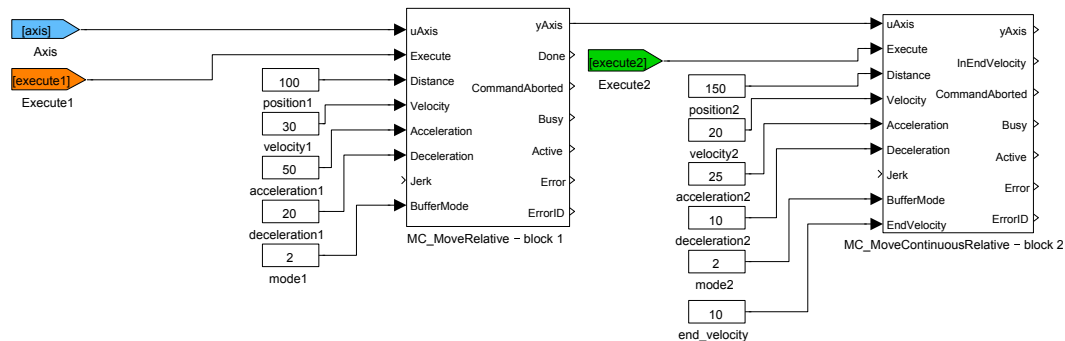 [axis]
Axis
[execute1]
Execute1
100
position1
30
velocity1
50
acceleration1
20
deceleration1
2
mode1
uAxis
Execute
Distance
Velocity
Acceleration
Deceleration
Jerk
BufferMode
yAxis
Done
CommandAborted
Busy
Active
Error
ErrorID
MC_MoveRelative − block 1
[execute2]
Execute2
150
position2
20
velocity2
25
acceleration2
10
deceleration2
2
mode2
10
end_velocity
uAxis
Execute
Distance
Velocity
Acceleration
Deceleration
Jerk
BufferMode
EndVelocity
yAxis
InEndVelocity
CommandAborted
Busy
Active
Error
ErrorID
MC_MoveContinuousRelative − block 2